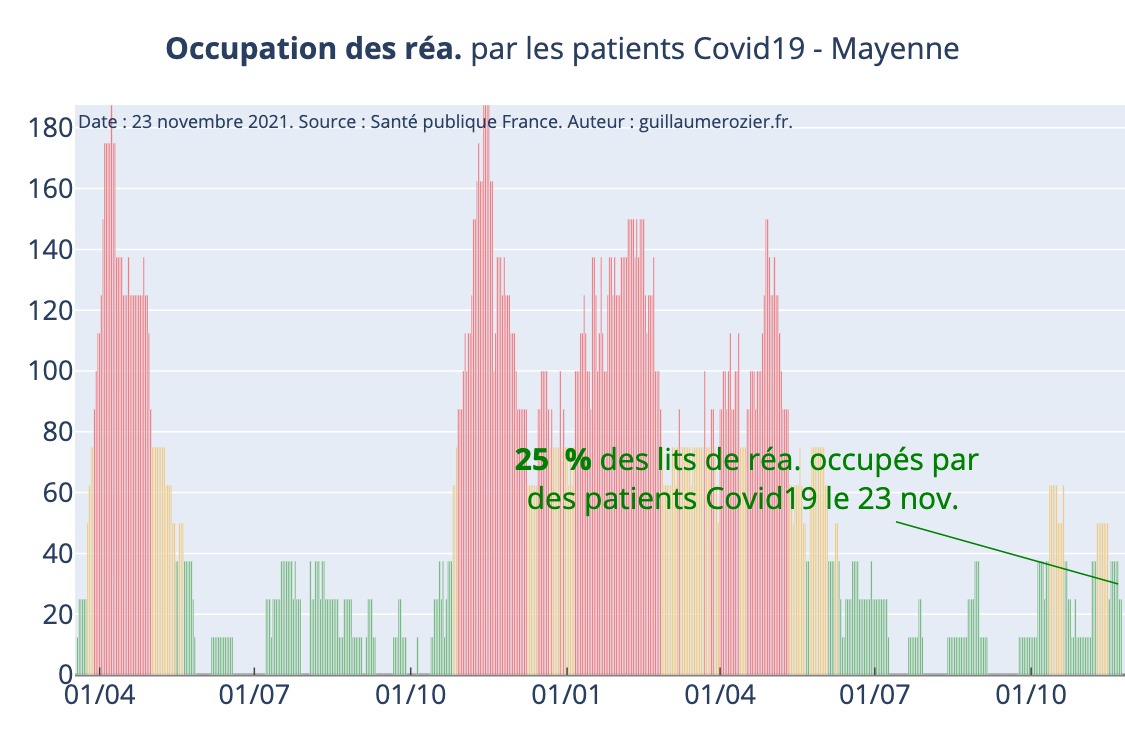 Occupation des réa. par les patients Covid19 - Mayenne
Date : 23 novembre 2021. Source : Santé publique France. Auteur : guillaumerozier.fr.
180
160
140
120
100
80
60
40
20
0
25 % des lits de réa. occupés par
des patients Covid19 le 23 nov.
01/04 01/07 01/10 01/01 01/04 01/07 01/10